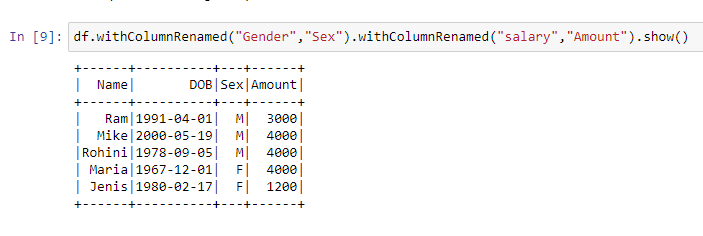 In [9]: df.withColumnRenamed("Gender","Sex").withColumnRenamed("salary","Amount").show()
+------+----------+---+------+
|  Name|       DOB|Sex|Amount|
+------+----------+---+------+
|   Ram|1991-04-01|  M|  3000|
|  Mike|2000-05-19|  M|  4000|
|Rohini|1978-09-05|  M|  4000|
| Maria|1967-12-01|  F|  4000|
| Jenis|1980-02-17|  F|  1200|
+------+----------+---+------+